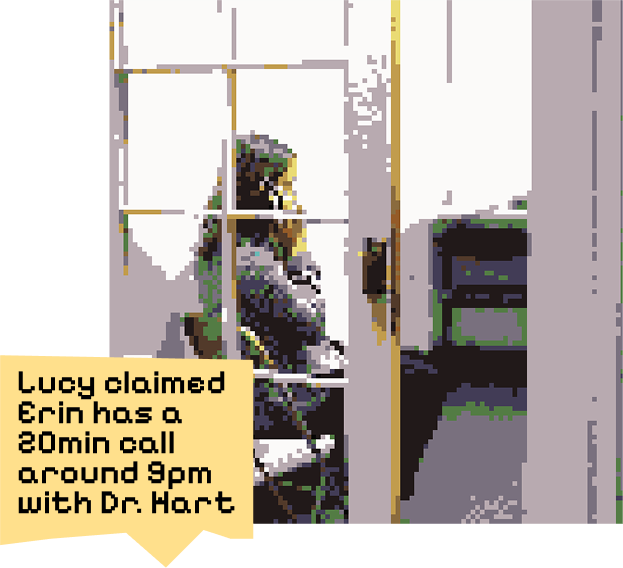 Lucy claimed
Erin has a
20min call
around 9pm
with Dr. Hart